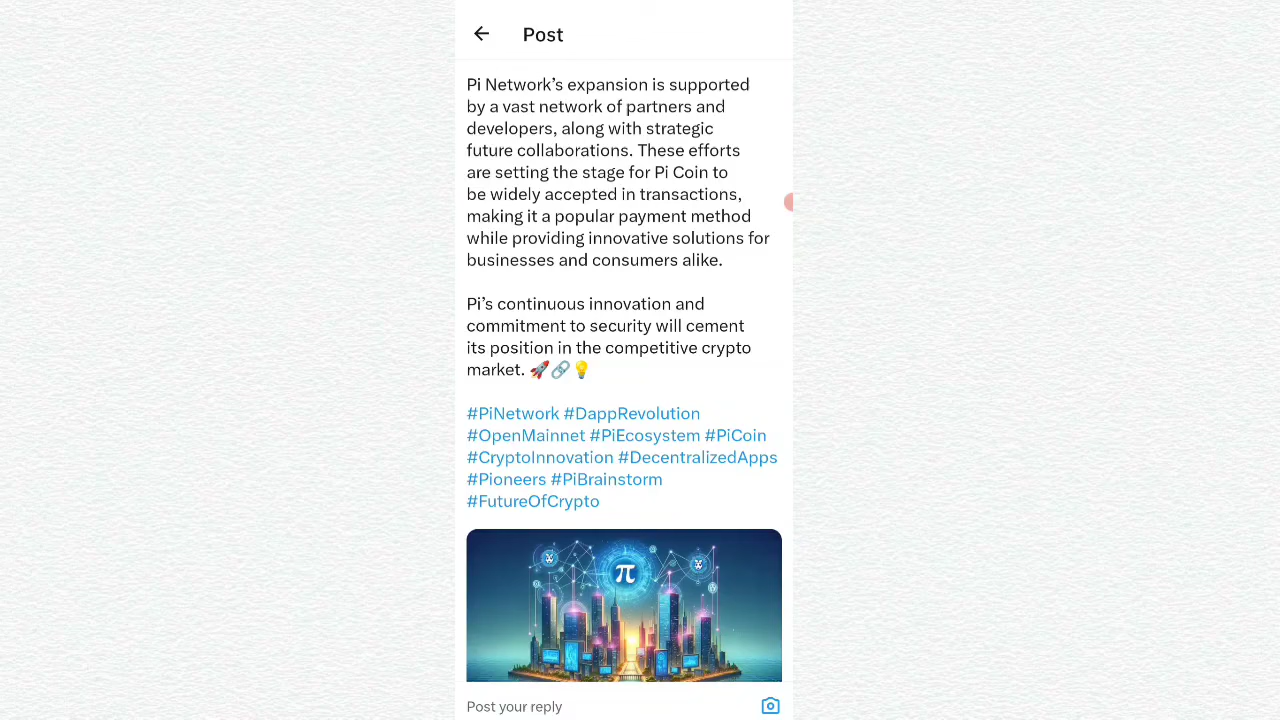 Post
Pi Network’s expansion is supported
by a vast network of partners and
developers, along with strategic
future collaborations. These efforts
are setting the stage for Pi Coin to
be widely accepted in transactions,
making it a popular payment method
while providing innovative solutions for
businesses and consumers alike.
Pi’s continuous innovation and
commitment to security will cement
its position in the competitive crypto
market. 🚀🔗💡
#PiNetwork #DappRevolution
#OpenMainnet #PiEcosystem #PiCoin
#CryptoInnovation #DecentralizedApps
#Pioneers #PiBrainstorm
#FutureOfCrypto
π
Post your reply